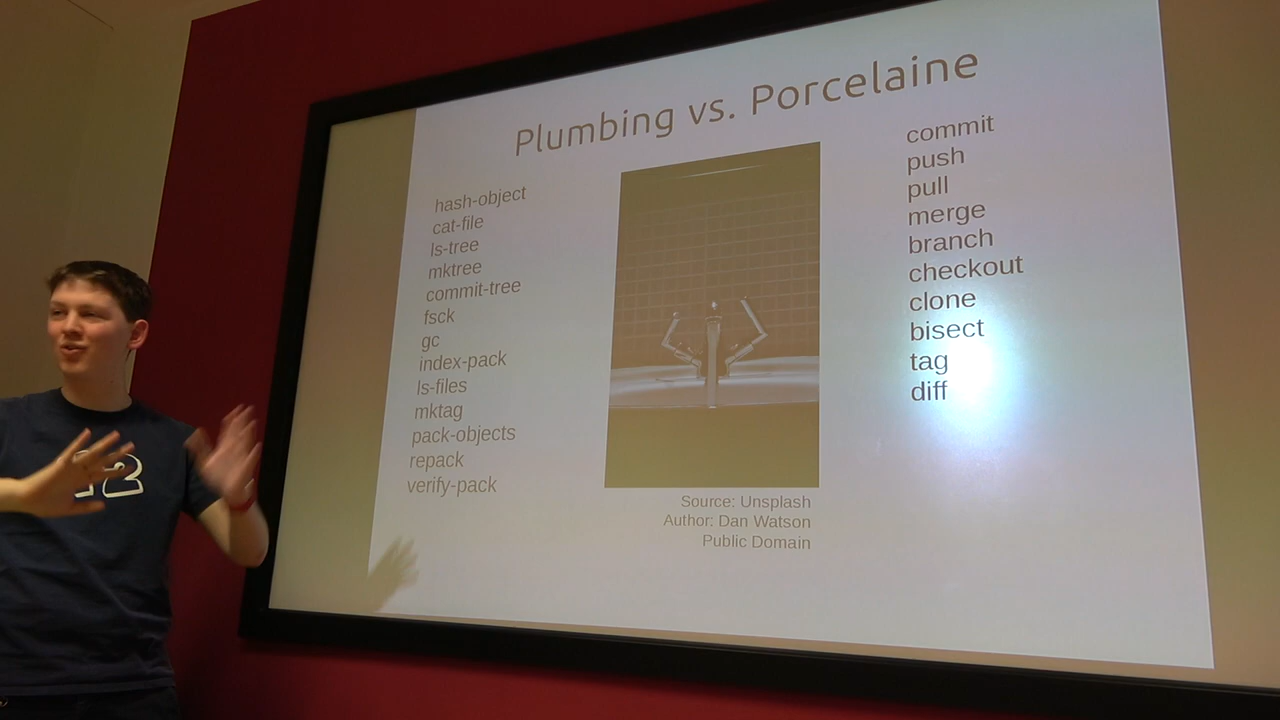 Plumbing vs. Porcelaine
hash-object
cat-file
ls-tree
mktree
commit-tree
fsck
gc
index-pack
ls-files
mktag
pack-objects
repack
verify-pack
Source: Unsplash
Author: Dan Watson
Public Domain
commit
push
pull
merge
branch
checkout
clone
bisect
tag
diff